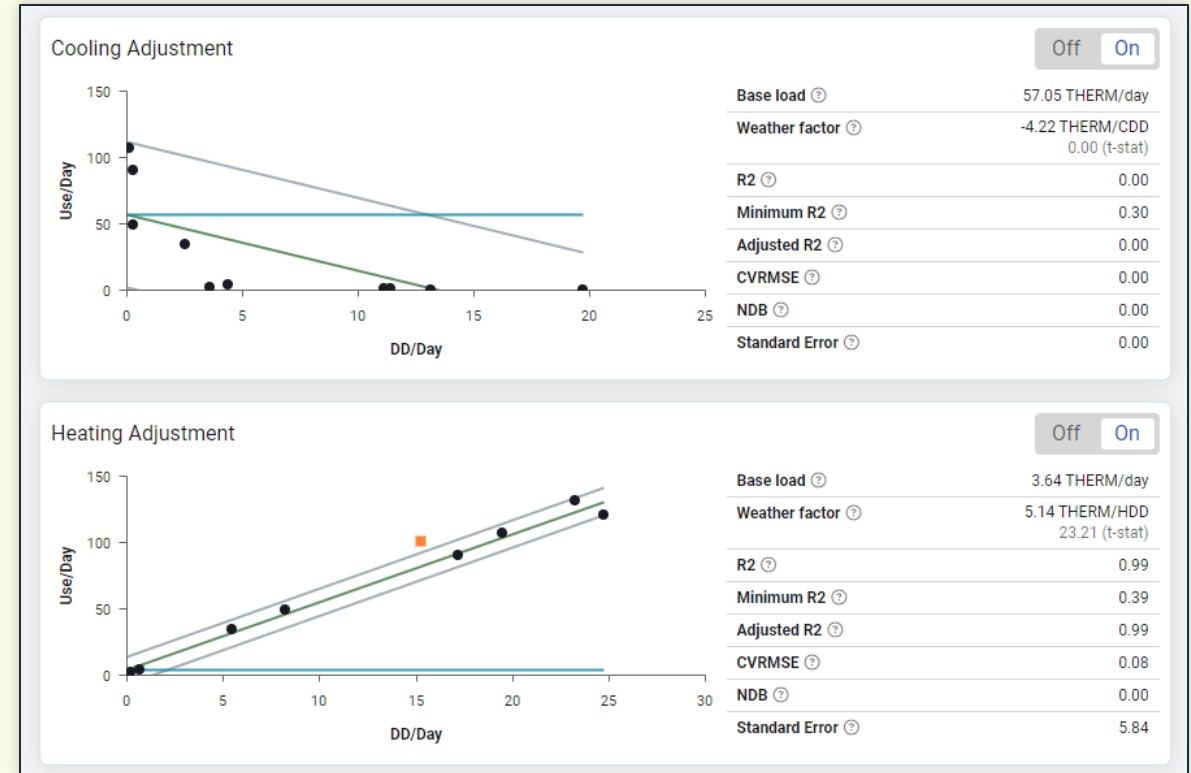 Cooling Adjustment
Off On
150
100
50
0
Use/Day
0 5 10 15 20 25
DD/Day
Base load ? 57.05 THERM/day
Weather factor ? -4.22 THERM/CDD
0.00 (t-stat)
R2 ? 0.00
Minimum R2 ? 0.30
Adjusted R2 ? 0.00
CVRMSE ? 0.00
NDB ? 0.00
Standard Error ? 0.00
Heating Adjustment
Off On
150
100
50
0
Use/Day
0 5 10 15 20 25 30
DD/Day
Base load ? 3.64 THERM/day
Weather factor ? 5.14 THERM/HDD
23.21 (t-stat)
R2 ? 0.99
Minimum R2 ? 0.39
Adjusted R2 ? 0.99
CVRMSE ? 0.08
NDB ? 0.00
Standard Error ? 5.84